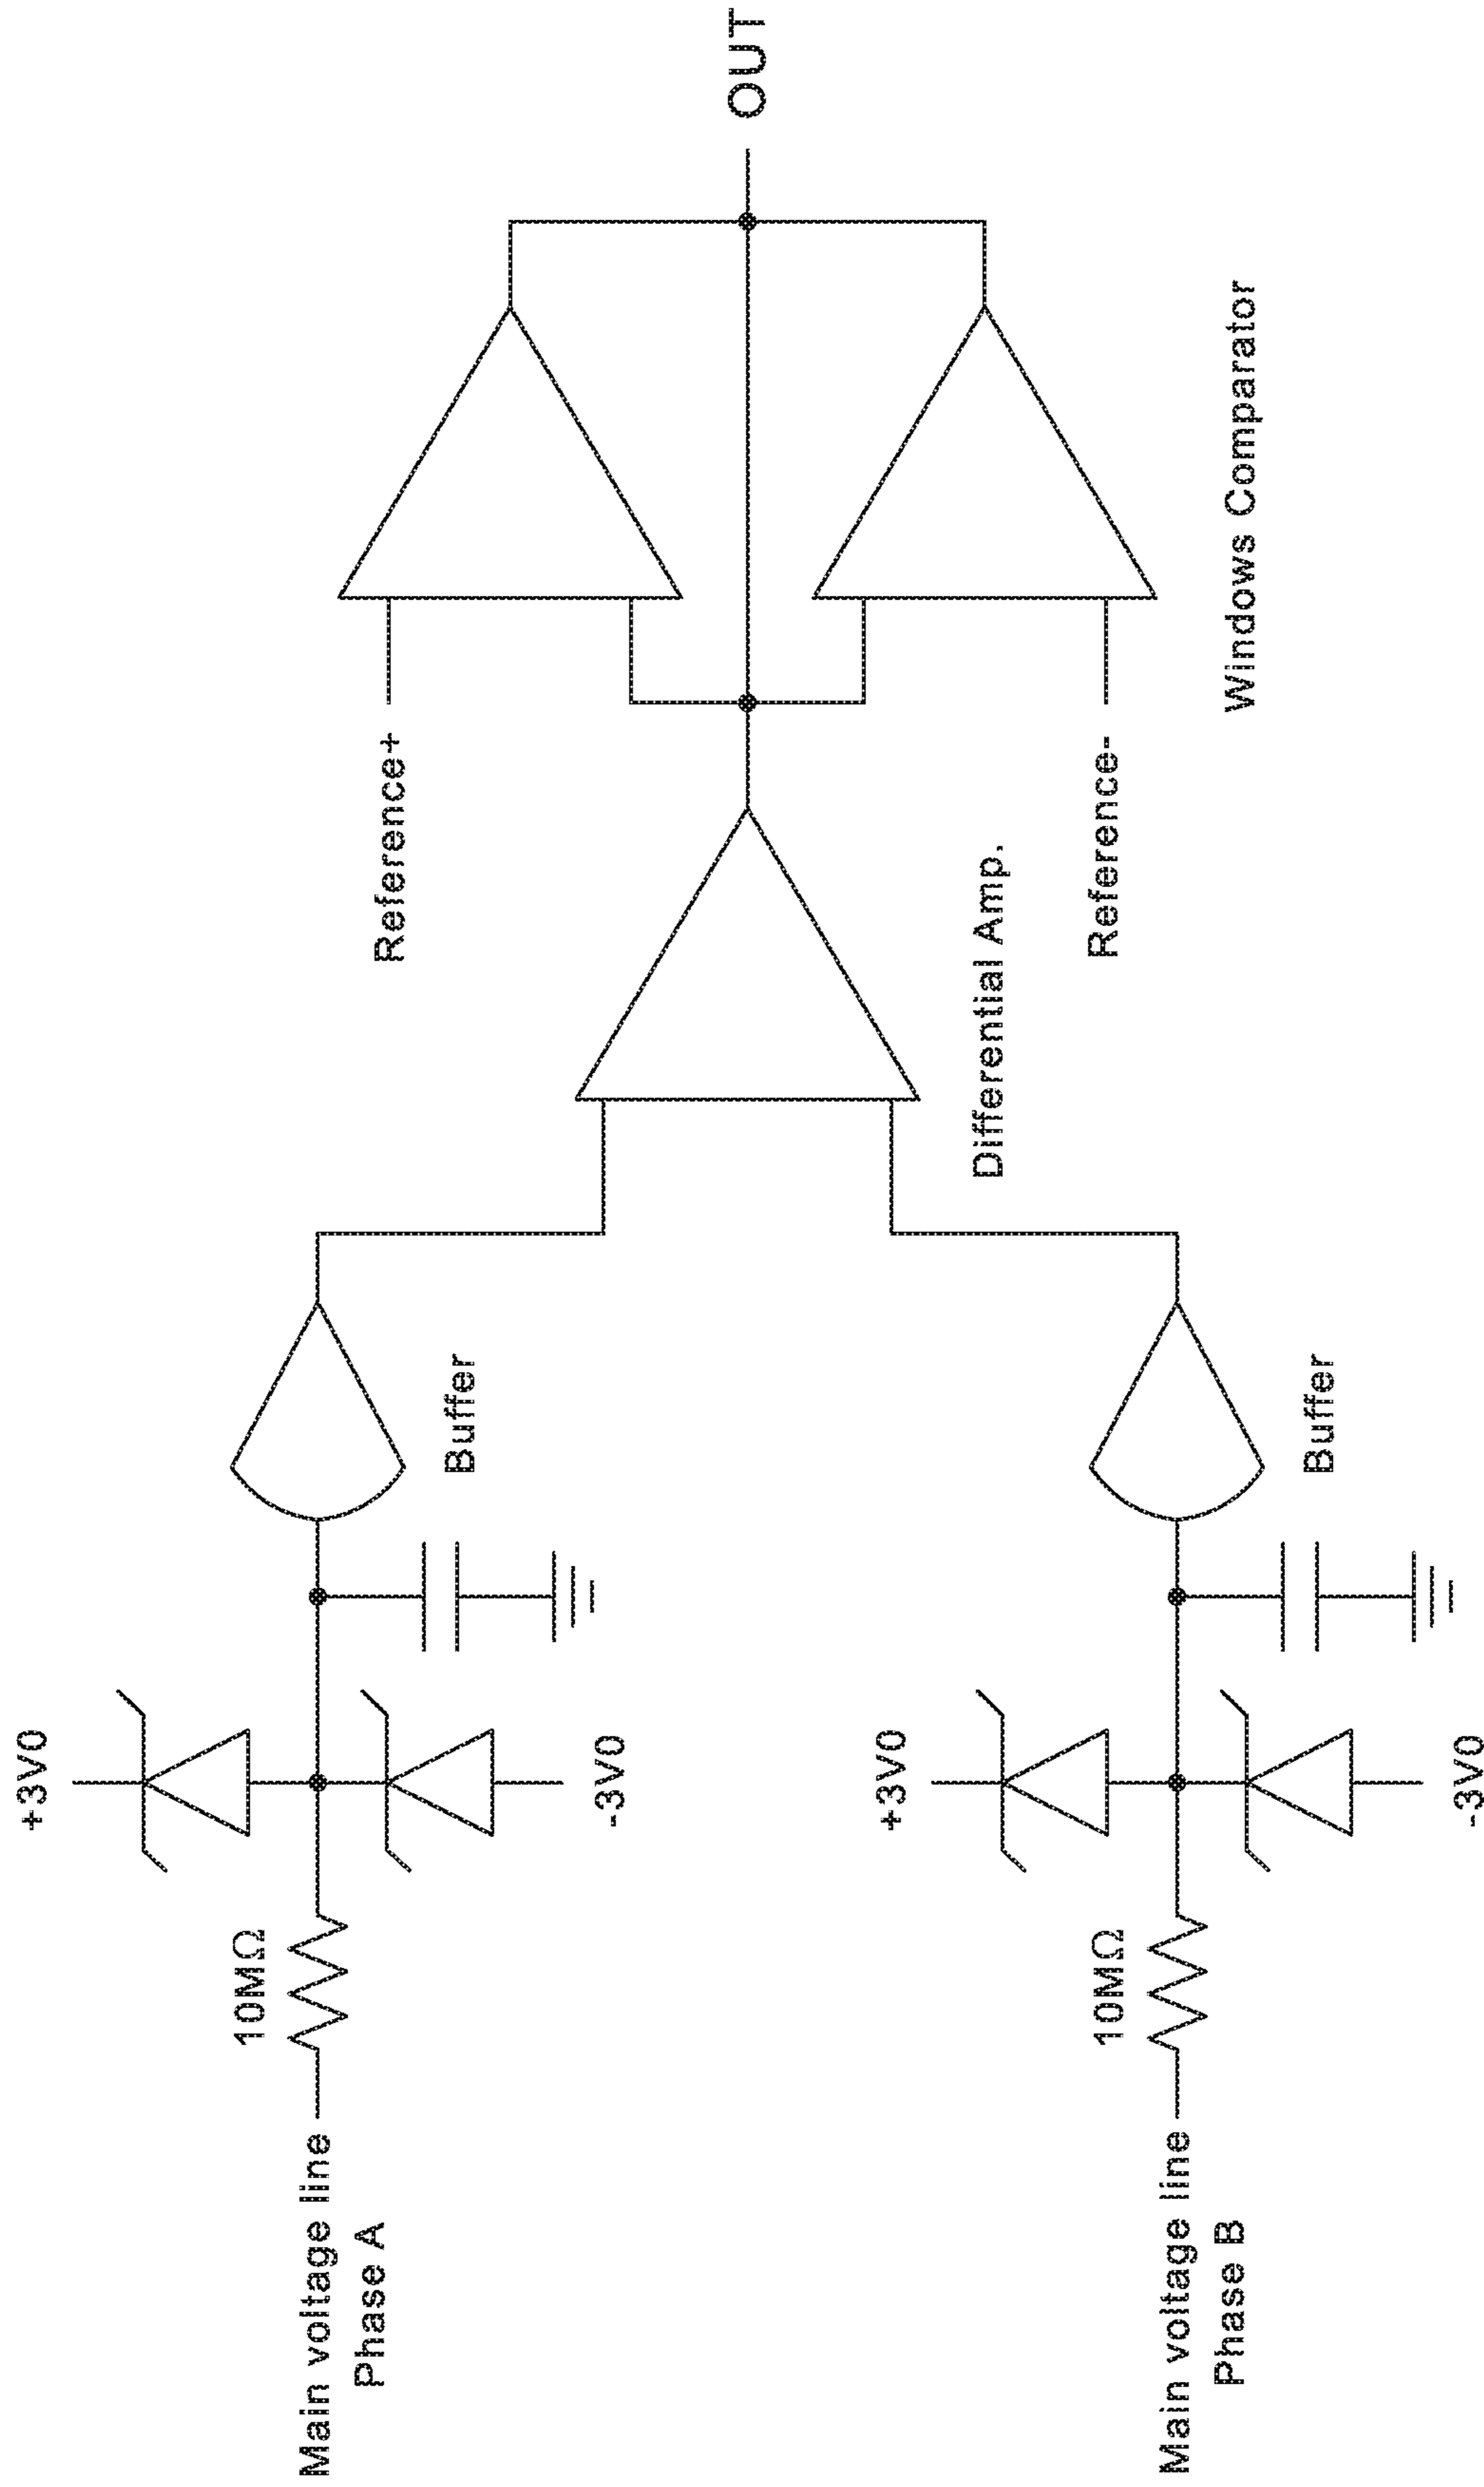 Main voltage line
Phase A
10MΩ
+3V0
-3V0
Buffer
Main voltage line
Phase B
10MΩ
+3V0
-3V0
Buffer
Differential Amp.
Reference+
Reference-
Windows Comparator
OUT